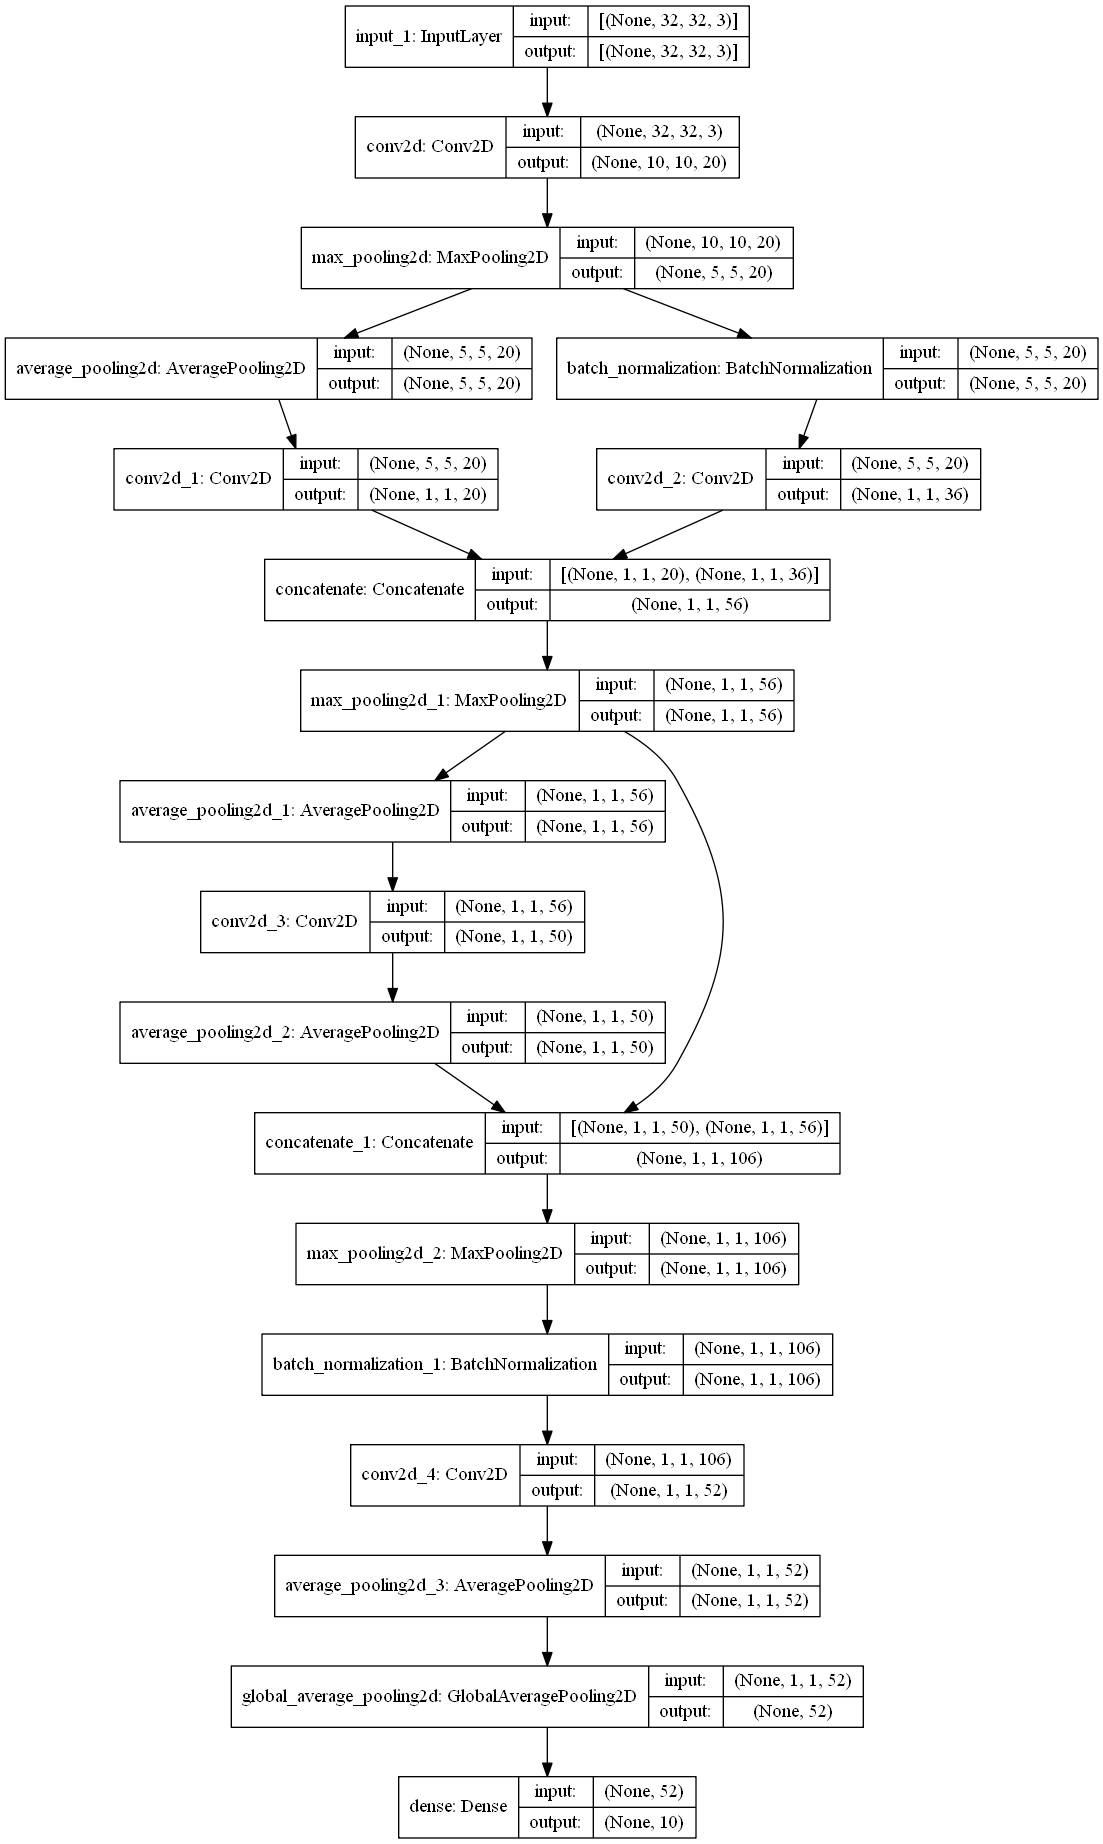 input_1: InputLayer
input: [(None, 32, 32, 3)]
output: [(None, 32, 32, 3)]
conv2d: Conv2D
input: (None, 32, 32, 3)
output: (None, 10, 10, 20)
max_pooling2d: MaxPooling2D
input: (None, 10, 10, 20)
output: (None, 5, 5, 20)
average_pooling2d: AveragePooling2D
input: (None, 5, 5, 20)
output: (None, 5, 5, 20)
batch_normalization: BatchNormalization
input: (None, 5, 5, 20)
output: (None, 5, 5, 20)
conv2d_1: Conv2D
input: (None, 5, 5, 20)
output: (None, 1, 1, 20)
conv2d_2: Conv2D
input: (None, 5, 5, 20)
output: (None, 1, 1, 36)
concatenate: Concatenate
input: [(None, 1, 1, 20), (None, 1, 1, 36)]
output: (None, 1, 1, 56)
max_pooling2d_1: MaxPooling2D
input: (None, 1, 1, 56)
output: (None, 1, 1, 56)
average_pooling2d_1: AveragePooling2D
input: (None, 1, 1, 56)
output: (None, 1, 1, 56)
conv2d_3: Conv2D
input: (None, 1, 1, 56)
output: (None, 1, 1, 50)
average_pooling2d_2: AveragePooling2D
input: (None, 1, 1, 50)
output: (None, 1, 1, 50)
concatenate_1: Concatenate
input: [(None, 1, 1, 50), (None, 1, 1, 56)]
output: (None, 1, 1, 106)
max_pooling2d_2: MaxPooling2D
input: (None, 1, 1, 106)
output: (None, 1, 1, 106)
batch_normalization_1: BatchNormalization
input: (None, 1, 1, 106)
output: (None, 1, 1, 106)
conv2d_4: Conv2D
input: (None, 1, 1, 106)
output: (None, 1, 1, 52)
average_pooling2d_3: AveragePooling2D
input: (None, 1, 1, 52)
output: (None, 1, 1, 52)
global_average_pooling2d: GlobalAveragePooling2D
input: (None, 1, 1, 52)
output: (None, 52)
dense: Dense
input: (None, 52)
output: (None, 10)